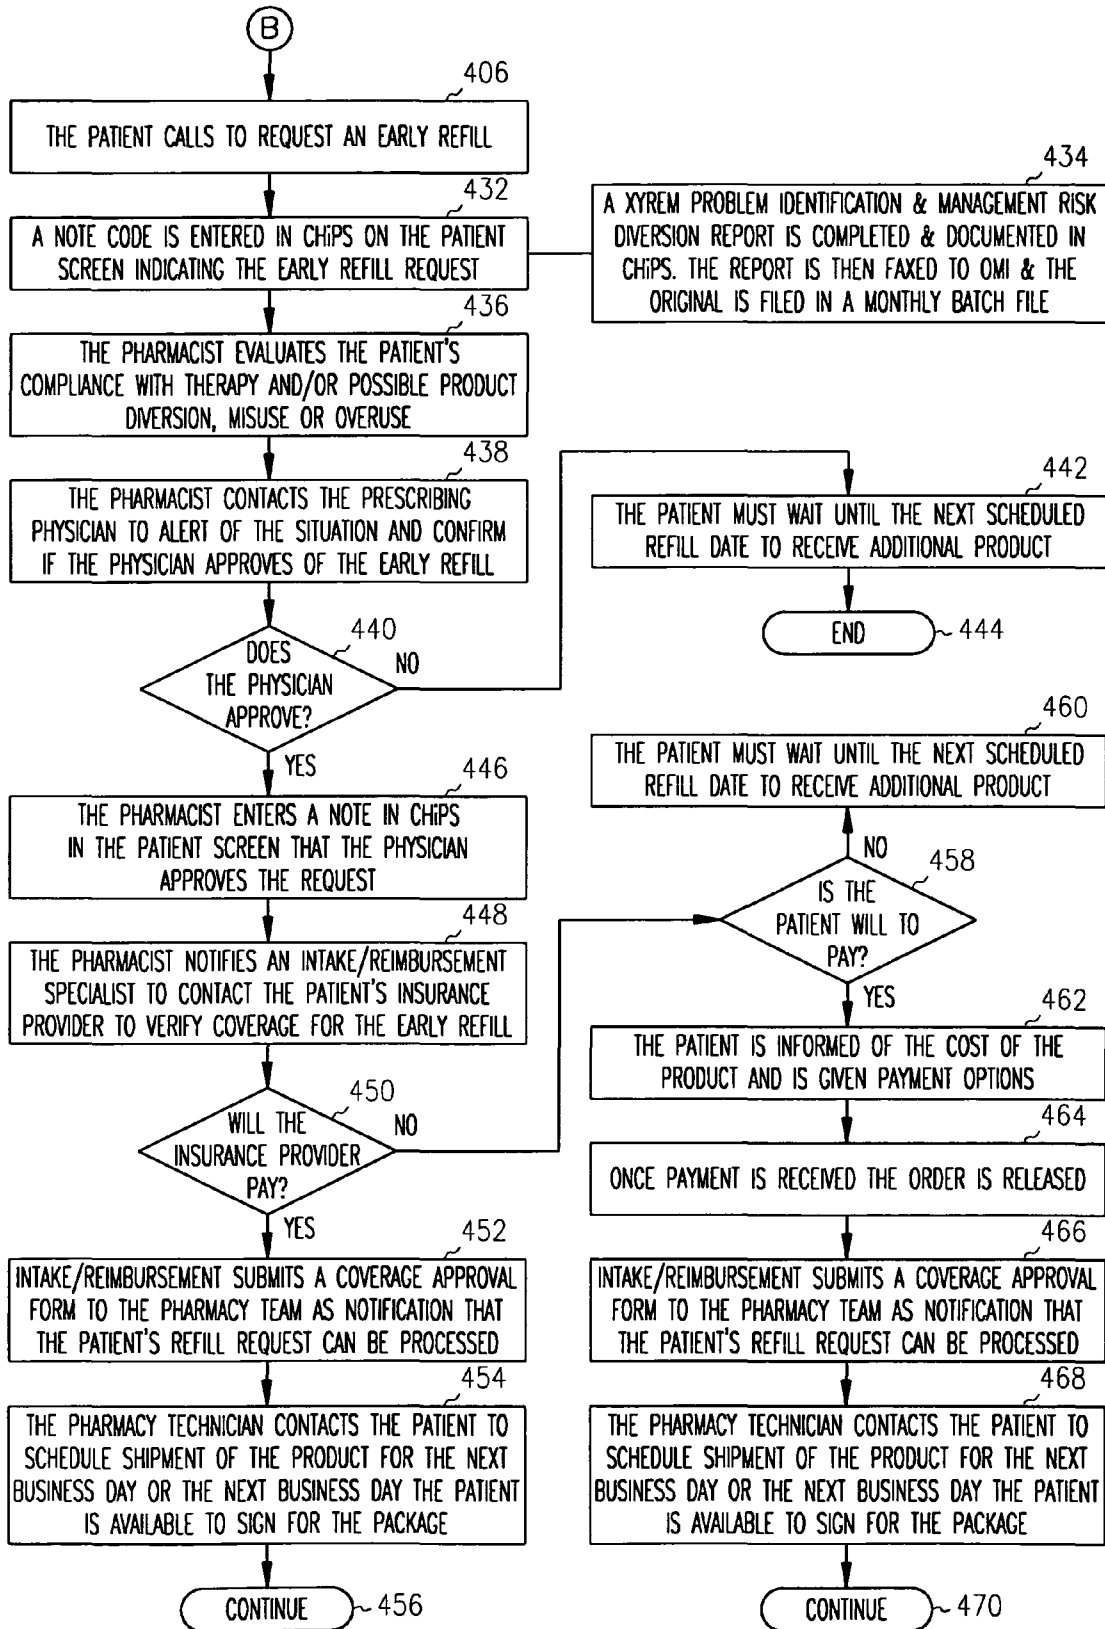 B
406
THE PATIENT CALLS TO REQUEST AN EARLY REFILL
432
A NOTE CODE IS ENTERED IN CHiPS ON THE PATIENT
SCREEN INDICATING THE EARLY REFILL REQUEST
434
A XYREM PROBLEM IDENTIFICATION & MANAGEMENT RISK
DIVERSION REPORT IS COMPLETED & DOCUMENTED IN
CHiPS. THE REPORT IS THEN FAXED TO OMI & THE
ORIGINAL IS FILED IN A MONTHLY BATCH FILE
436
THE PHARMACIST EVALUATES THE PATIENT'S
COMPLIANCE WITH THERAPY AND/OR POSSIBLE PRODUCT
DIVERSION, MISUSE OR OVERUSE
438
THE PHARMACIST CONTACTS THE PRESCRIBING
PHYSICIAN TO ALERT OF THE SITUATION AND CONFIRM
IF THE PHYSICIAN APPROVES OF THE EARLY REFILL
440
DOES
THE PHYSICIAN
APPROVE?
NO
YES
442
THE PATIENT MUST WAIT UNTIL THE NEXT SCHEDULED
REFILL DATE TO RECEIVE ADDITIONAL PRODUCT
END
444
446
THE PHARMACIST ENTERS A NOTE IN CHiPS
IN THE PATIENT SCREEN THAT THE PHYSICIAN
APPROVES THE REQUEST
448
THE PHARMACIST NOTIFIES AN INTAKE/REIMBURSEMENT
SPECIALIST TO CONTACT THE PATIENT'S INSURANCE
PROVIDER TO VERIFY COVERAGE FOR THE EARLY REFILL
450
WILL THE
INSURANCE PROVIDER
PAY?
NO
YES
452
INTAKE/REIMBURSEMENT SUBMITS A COVERAGE APPROVAL
FORM TO THE PHARMACY TEAM AS NOTIFICATION THAT
THE PATIENT'S REFILL REQUEST CAN BE PROCESSED
454
THE PHARMACY TECHNICIAN CONTACTS THE PATIENT TO
SCHEDULE SHIPMENT OF THE PRODUCT FOR THE NEXT
BUSINESS DAY OR THE NEXT BUSINESS DAY THE PATIENT
IS AVAILABLE TO SIGN FOR THE PACKAGE
CONTINUE
456
460
THE PATIENT MUST WAIT UNTIL THE NEXT SCHEDULED
REFILL DATE TO RECEIVE ADDITIONAL PRODUCT
NO
458
IS THE
PATIENT WILL TO
PAY?
YES
462
THE PATIENT IS INFORMED OF THE COST OF THE
PRODUCT AND IS GIVEN PAYMENT OPTIONS
464
ONCE PAYMENT IS RECEIVED THE ORDER IS RELEASED
466
INTAKE/REIMBURSEMENT SUBMITS A COVERAGE APPROVAL
FORM TO THE PHARMACY TEAM AS NOTIFICATION THAT
THE PATIENT'S REFILL REQUEST CAN BE PROCESSED
468
THE PHARMACY TECHNICIAN CONTACTS THE PATIENT TO
SCHEDULE SHIPMENT OF THE PRODUCT FOR THE NEXT
BUSINESS DAY OR THE NEXT BUSINESS DAY THE PATIENT
IS AVAILABLE TO SIGN FOR THE PACKAGE
CONTINUE
470